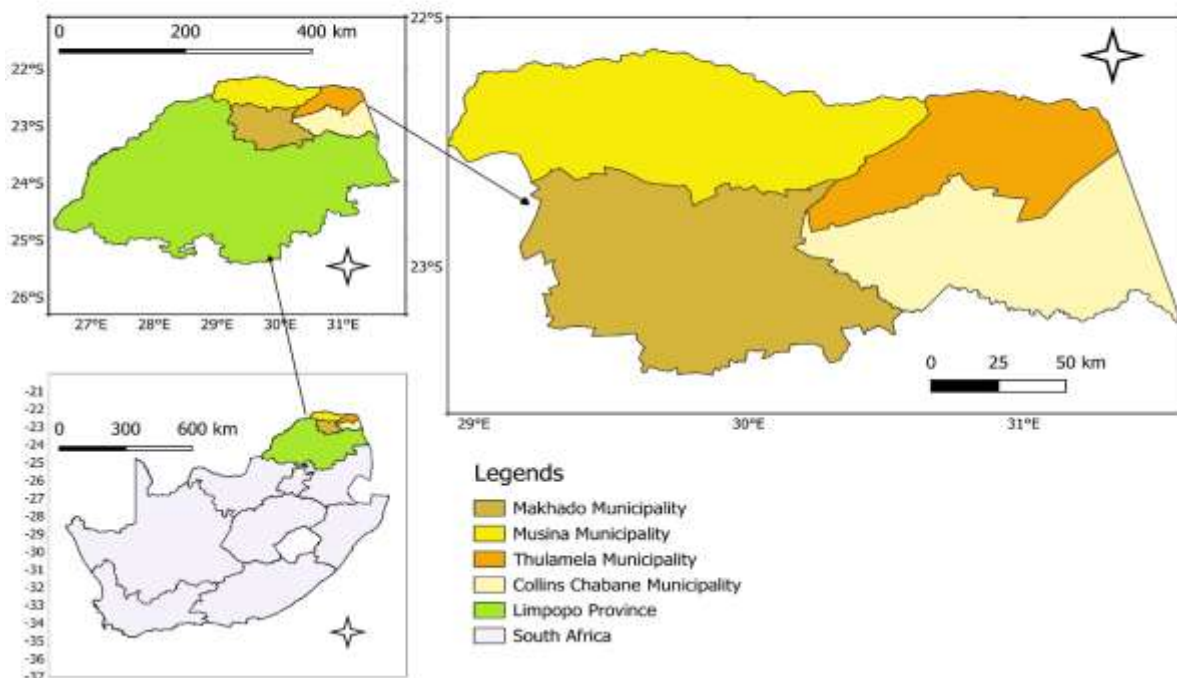 0 200 400 km
22°S
23°S
24°S
25°S
26°S
27°E 28°E 29°E 30°E 31°E
22°S
23°S
0 25 50 km
29°E 30°E 31°E
-21
-22
-23
-24
-25
-26
-27
-28
-29
-30
-31
-32
-33
-34
-35
-36
-37
0 300 600 km
Legends
Makhado Municipality
Musina Municipality
Thulamela Municipality
Collins Chabane Municipality
Limpopo Province
South Africa